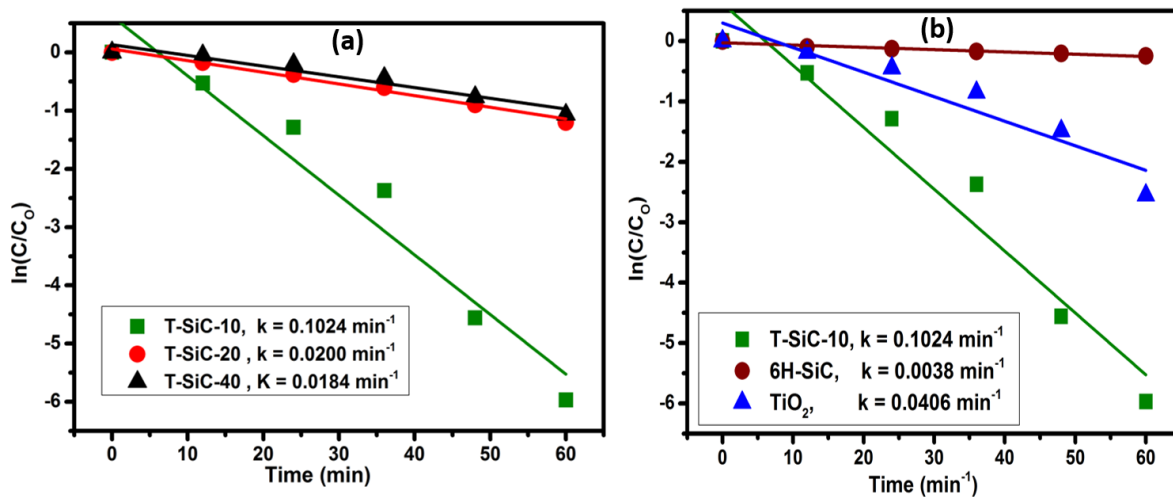 (a)
ln(C/C_O)
0
-1
-2
-3
-4
-5
-6
T-SiC-10, k = 0.1024 min⁻¹
T-SiC-20 , k = 0.0200 min⁻¹
T-SiC-40 , K = 0.0184 min⁻¹
0 10 20 30 40 50 60
Time (min)
(b)
ln(C/C_O)
0
-1
-2
-3
-4
-5
-6
T-SiC-10, k = 0.1024 min⁻¹
6H-SiC, k = 0.0038 min⁻¹
TiO₂, k = 0.0406 min⁻¹
0 10 20 30 40 50 60
Time (min⁻¹)